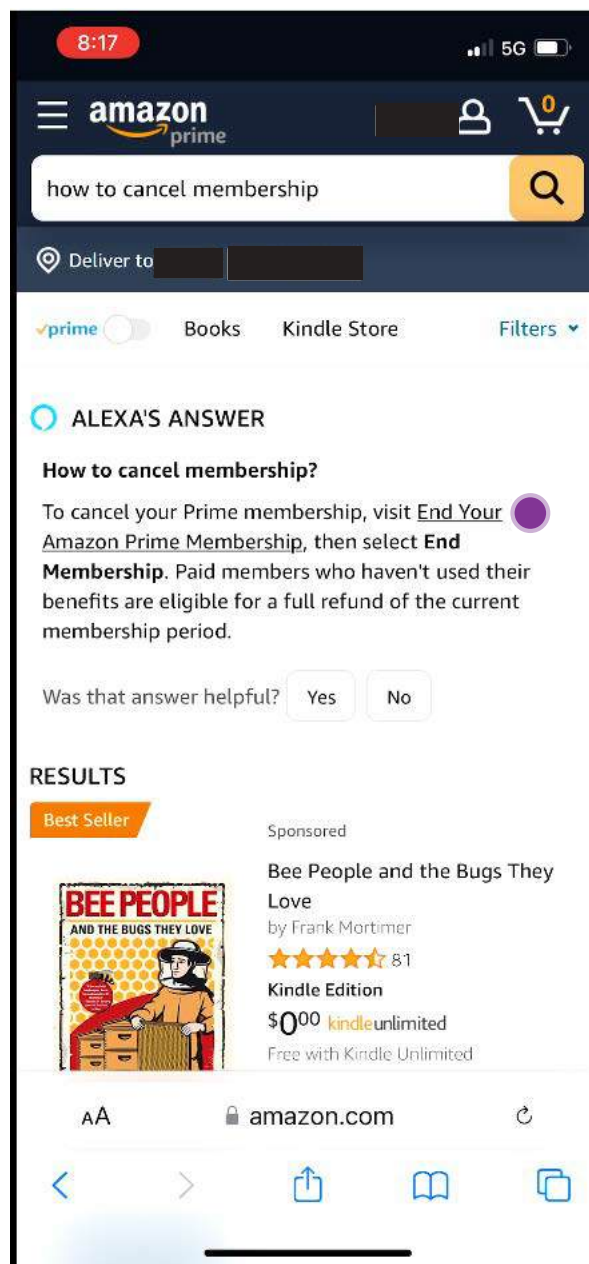 8:17
5G
amazon
prime
0
how to cancel membership
Deliver to
prime Books Kindle Store Filters
ALEXA'S ANSWER
How to cancel membership?
To cancel your Prime membership, visit End Your
Amazon Prime Membership, then select End
Membership. Paid members who haven't used their
benefits are eligible for a full refund of the current
membership period.
Was that answer helpful? Yes No
RESULTS
Best Seller
Sponsored
BEE PEOPLE
AND THE BUGS THEY LOVE
Bee People and the Bugs They
Love
by Frank Mortimer
81
Kindle Edition
$000 kindleunlimited
Free with Kindle Unlimited
AA amazon.com